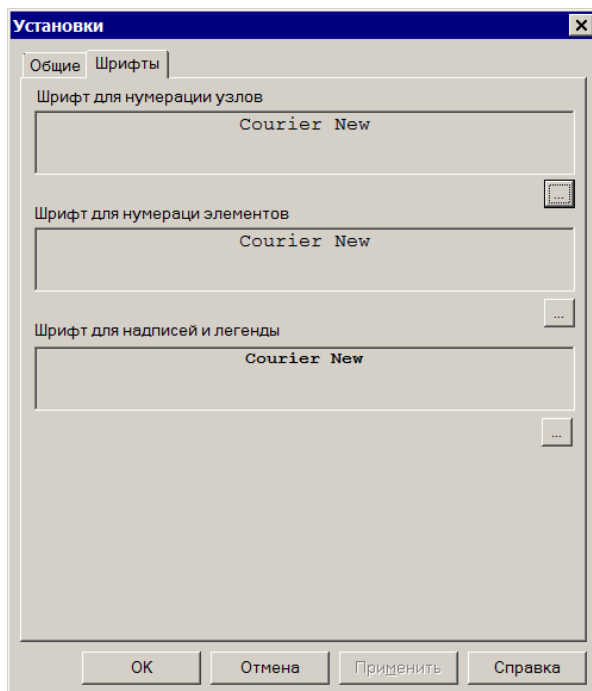 Установки
Общие Шрифты
Шрифт для нумерации узлов
Courier New
...
Шрифт для нумераци элементов
Courier New
...
Шрифт для надписей и легенды
Courier New
...
OK Отмена Применить Справка